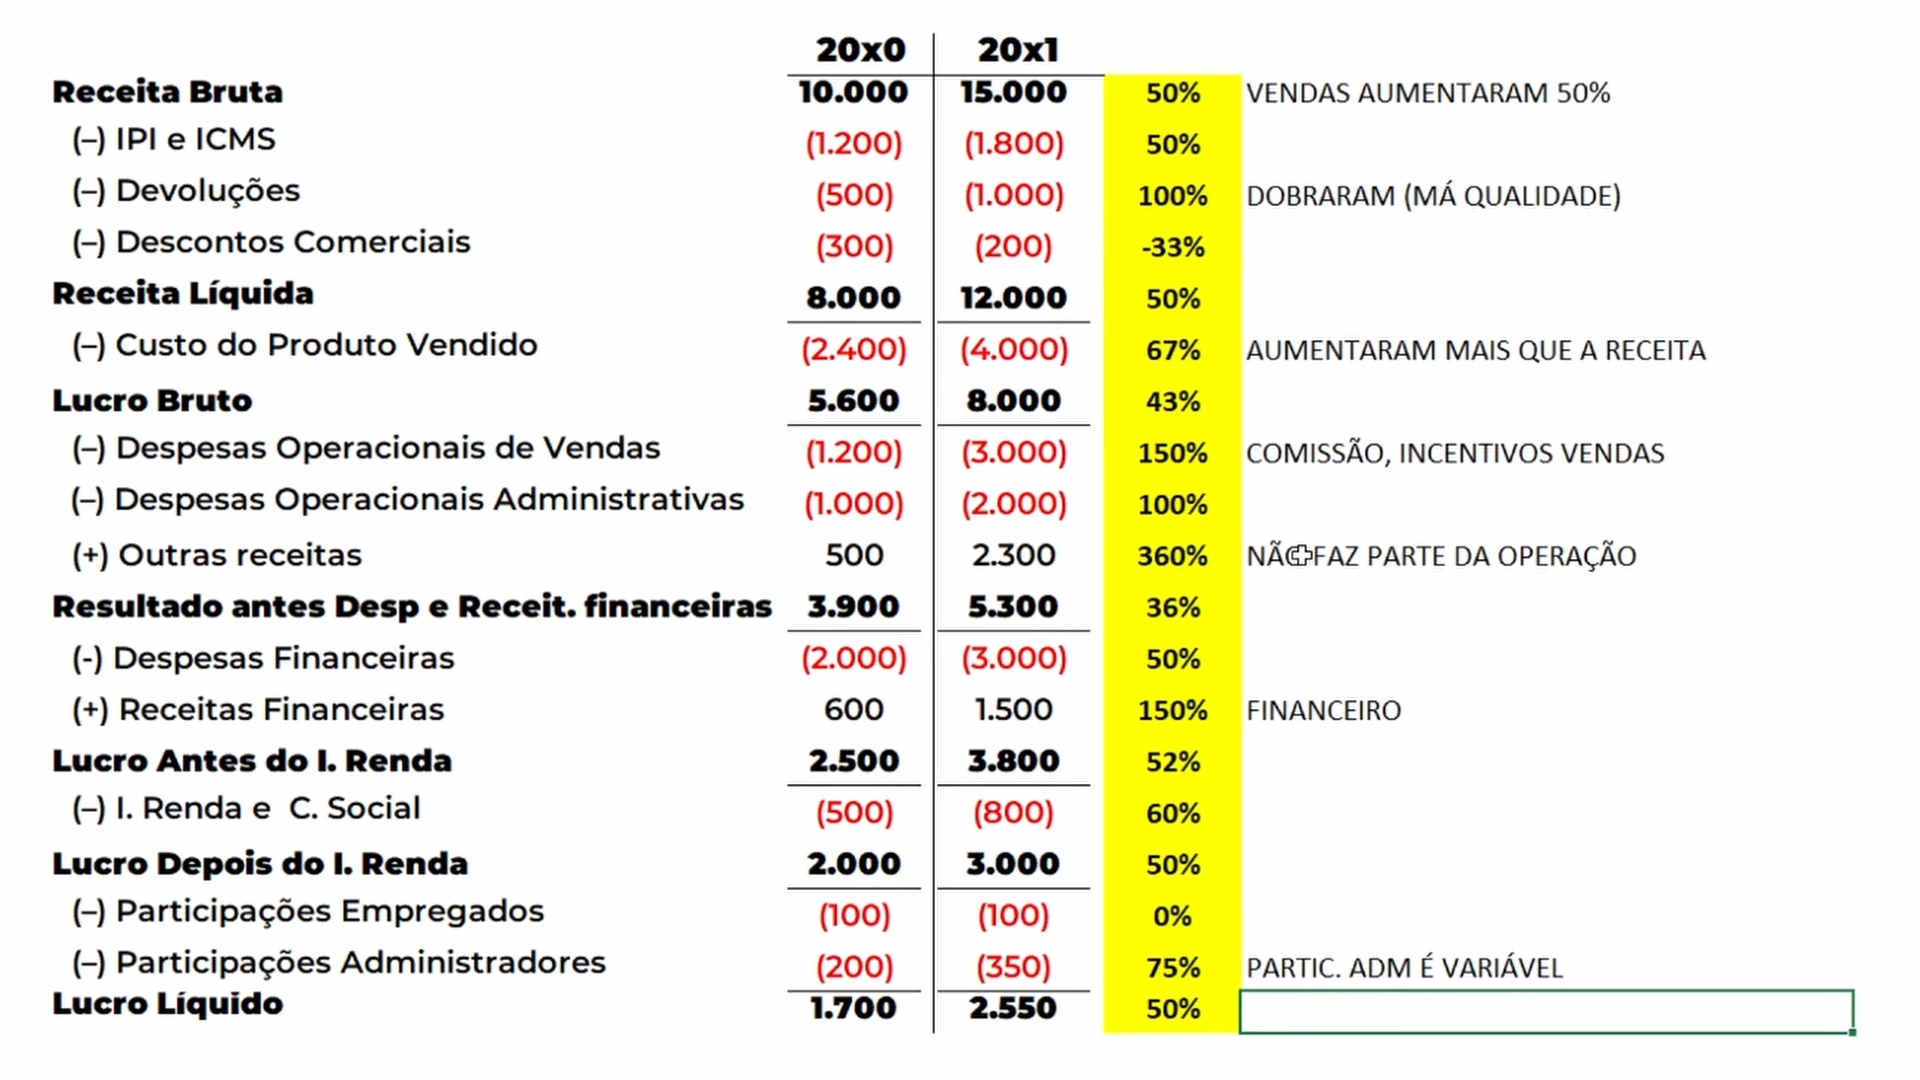 20x0 20x1
Receita Bruta 10.000 15.000 50% VENDAS AUMENTARAM 50%
(–) IPI e ICMS (1.200) (1.800) 50%
(–) Devoluções (500) (1.000) 100% DOBRARAM (MÁ QUALIDADE)
(–) Descontos Comerciais (300) (200) -33%
Receita Líquida 8.000 12.000 50%
(–) Custo do Produto Vendido (2.400) (4.000) 67% AUMENTARAM MAIS QUE A RECEITA
Lucro Bruto 5.600 8.000 43%
(–) Despesas Operacionais de Vendas (1.200) (3.000) 150% COMISSÃO, INCENTIVOS VENDAS
(–) Despesas Operacionais Administrativas (1.000) (2.000) 100%
(+) Outras receitas 500 2.300 360% NÃO FAZ PARTE DA OPERAÇÃO
Resultado antes Desp e Receit. financeiras 3.900 5.300 36%
(-) Despesas Financeiras (2.000) (3.000) 50%
(+) Receitas Financeiras 600 1.500 150% FINANCEIRO
Lucro Antes do I. Renda 2.500 3.800 52%
(–) I. Renda e C. Social (500) (800) 60%
Lucro Depois do I. Renda 2.000 3.000 50%
(–) Participações Empregados (100) (100) 0%
(–) Participações Administradores (200) (350) 75% PARTIC. ADM É VARIÁVEL
Lucro Líquido 1.700 2.550 50%